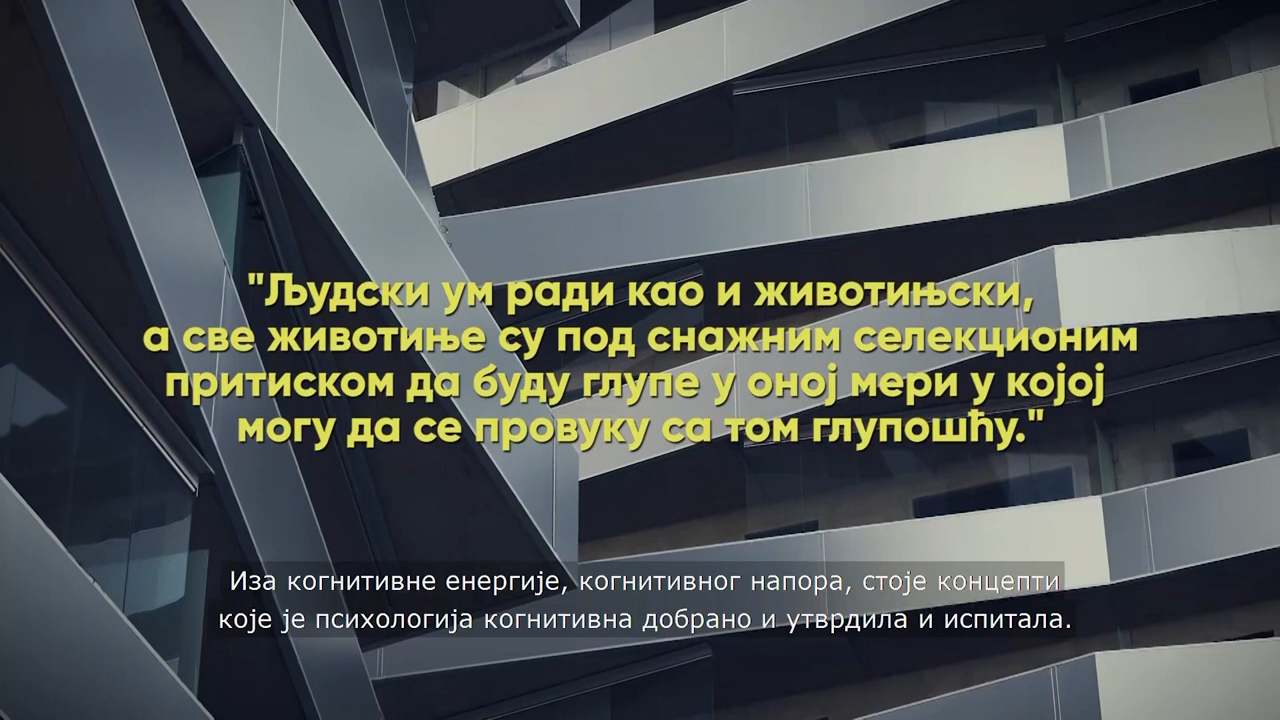 "Људски ум ради као и животињски,
а све животиње су под снажним селекционим
притиском да буду глупе у оној мери у којој
могу да се провуку са том глупошћу."
Иза когнитивне енергије, когнитивног напора, стоје концепти
које је психологија когнитивна добрано и утврдила и испитала.